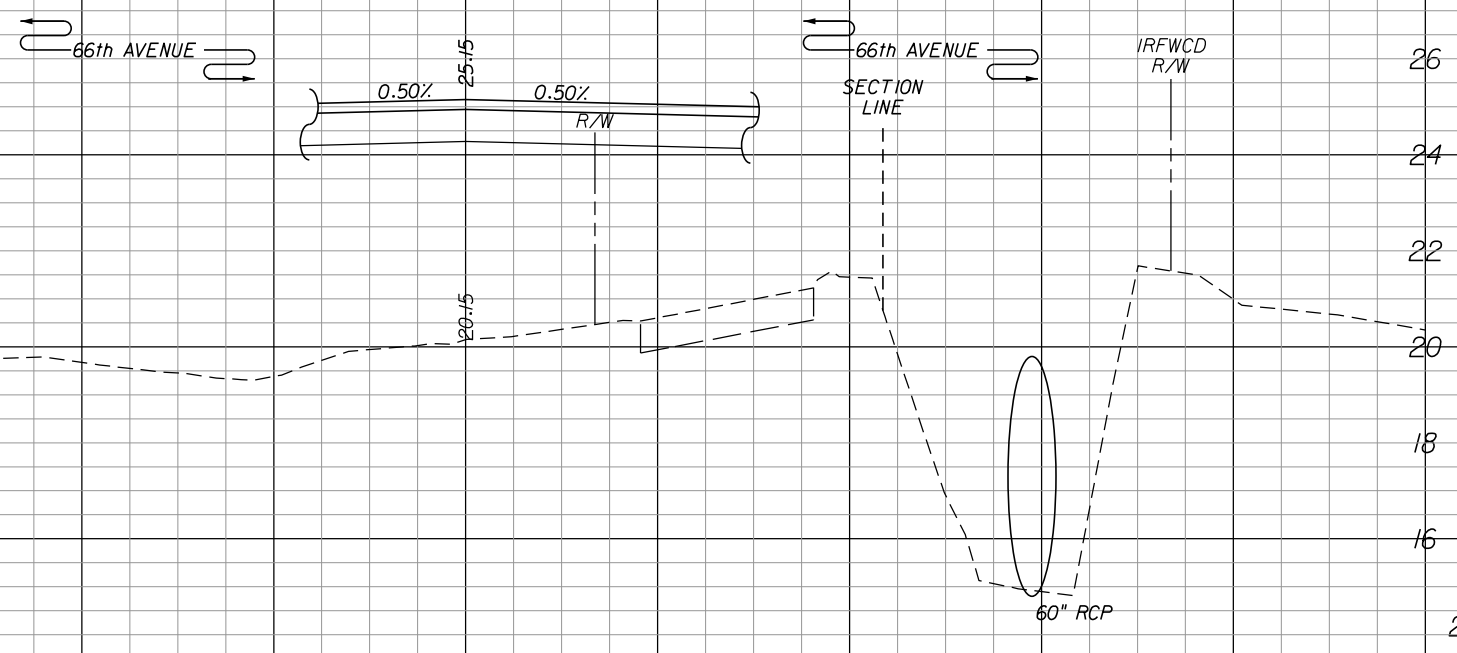 66th AVENUE
25.15
66th AVENUE
IRFWCD
R/W
26
0.50%
0.50%
SECTION
LINE
R/W
24
22
20.15
20
18
16
60" RCP
2